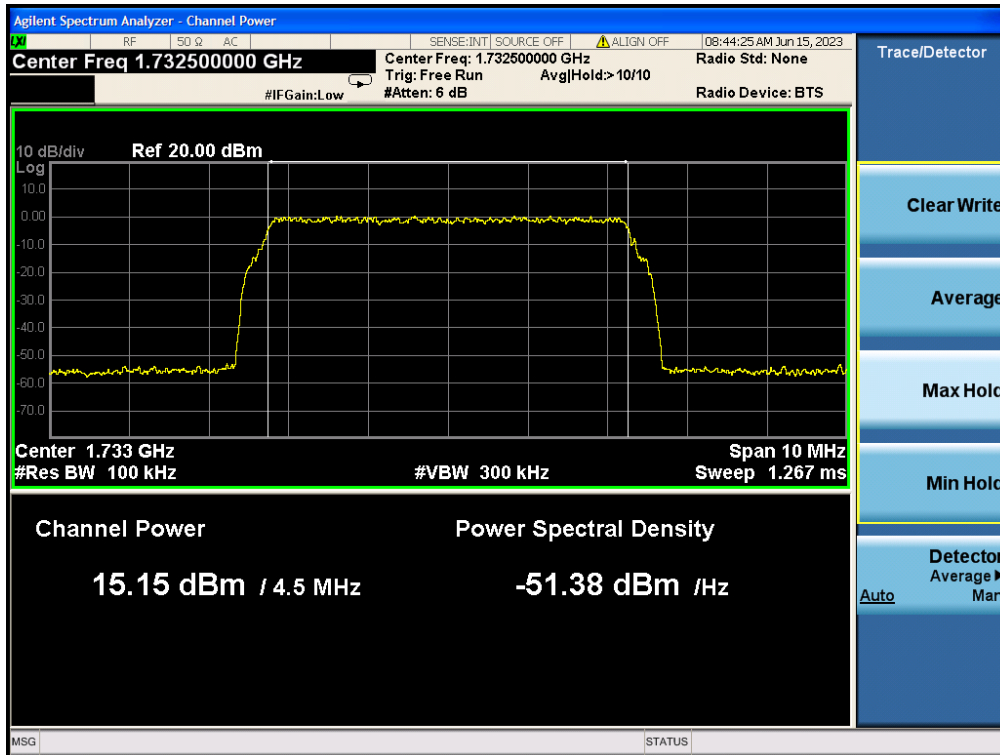 Agilent Spectrum Analyzer - Channel Power
LXI RF 50 Ω AC SENSE:INT SOURCE OFF ALIGN OFF 08:44:25 AM Jun 15, 2023
Center Freq 1.732500000 GHz
Center Freq: 1.732500000 GHz
Radio Std: None
Trig: Free Run Avg|Hold:>10/10
#IFGain:Low
#Atten: 6 dB
Radio Device: BTS
10 dB/div Ref 20.00 dBm
Log
10.0
0.00
-10.0
-20.0
-30.0
-40.0
-50.0
-60.0
-70.0
Center 1.733 GHz Span 10 MHz
#Res BW 100 kHz #VBW 300 kHz Sweep 1.267 ms
Channel Power Power Spectral Density
15.15 dBm / 4.5 MHz -51.38 dBm /Hz
MSG STATUS
Trace/Detector
Clear Write
Average
Max Hold
Min Hold
Detector
Average
Auto Man